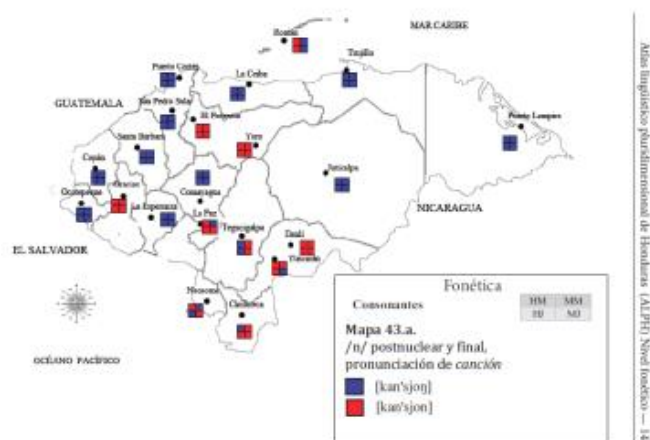 MAR CARIBE
Roatán
Trujillo
Puerto Cortés
La Ceiba
GUATEMALA
San Pedro Sula
El Progreso
Puerto Lempira
Santa Bárbara
Yoro
Copán
Juticalpa
Ocotepeque
Gracias
La Esperanza
Comayagua
La Paz
NICARAGUA
Tegucigalpa
Danlí
EL SALVADOR
Yuscarán
Nacaome
Choluteca
OCÉANO PACÍFICO
Fonética
Consonantes
HM MM
HJ MJ
Mapa 43.a.
/n/ postnuclear y final,
pronunciación de canción
[kan'sjoŋ]
[kan'sjon]
Atlas lingüístico pluridimensional de Honduras (ALPH) Nivel fonético — 14